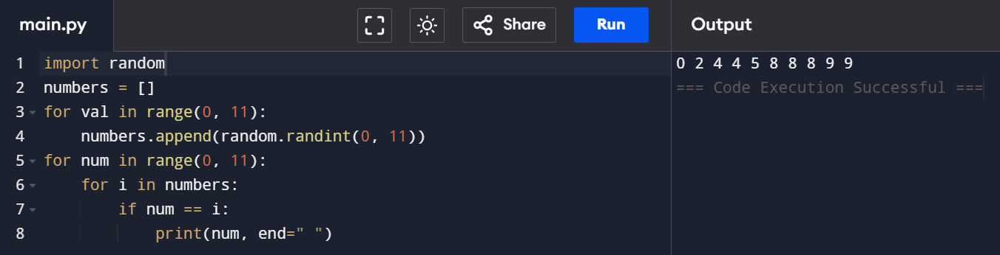 main.py
Share
Run
Output
1 import random
2 numbers = []
3 for val in range(0, 11):
4     numbers.append(random.randint(0, 11))
5 for num in range(0, 11):
6     for i in numbers:
7         if num == i:
8             print(num, end=" ")
0 2 4 4 5 8 8 8 9 9
=== Code Execution Successful ===